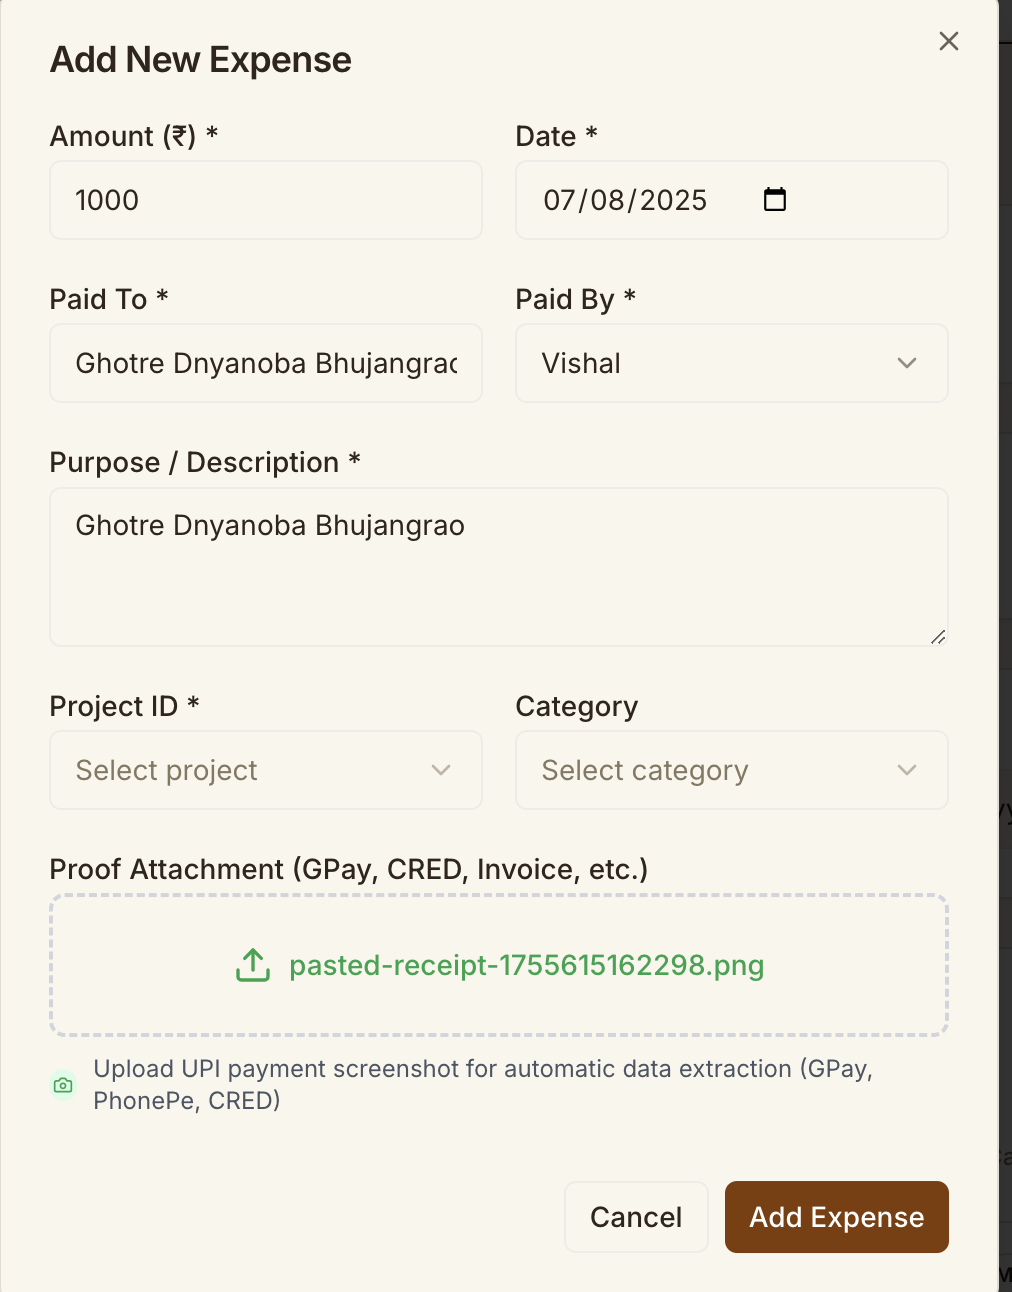 Add New Expense
Amount (₹) *
Date *
1000
07/08/2025
Paid To *
Paid By *
Ghotre Dnyanoba Bhujangrao
Vishal
Purpose / Description *
Ghotre Dnyanoba Bhujangrao
Project ID *
Category
Select project
Select category
Proof Attachment (GPay, CRED, Invoice, etc.)
pasted-receipt-1755615162298.png
Upload UPI payment screenshot for automatic data extraction (GPay,
PhonePe, CRED)
Cancel
Add Expense